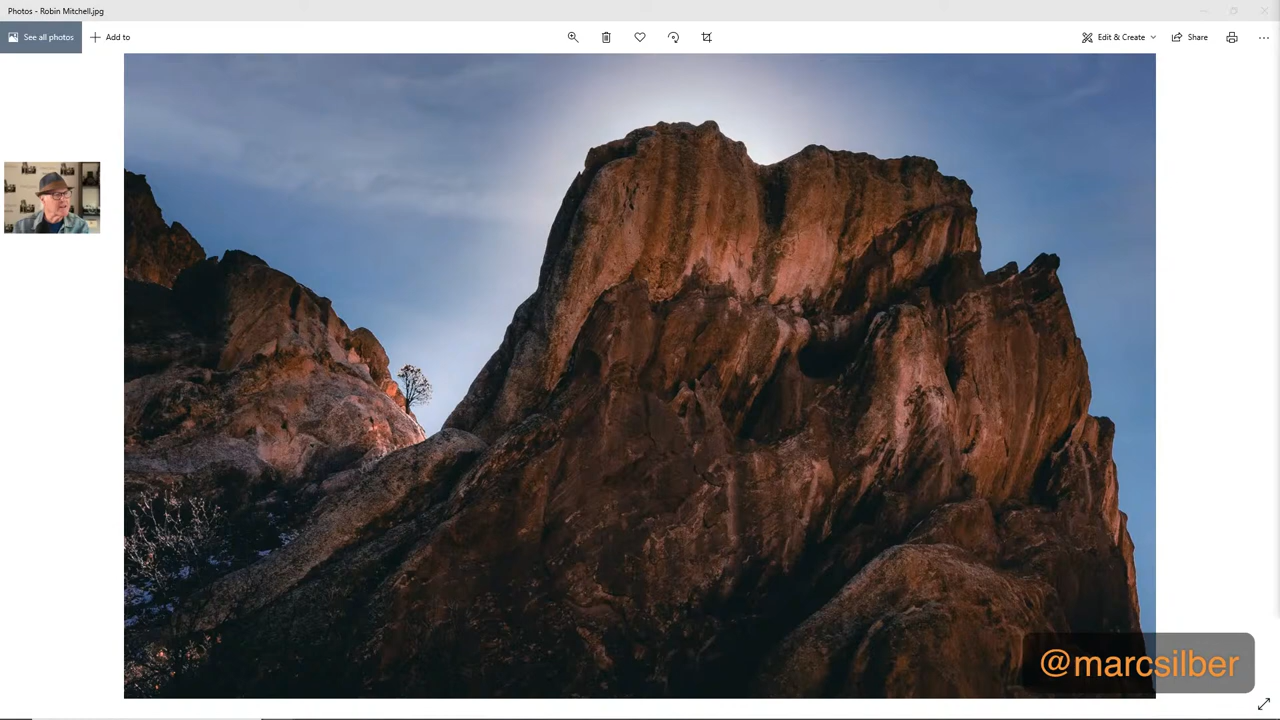 Photos - Robin Mitchell.jpg
See all photos
Add to
Edit & Create
Share
@marcsilber